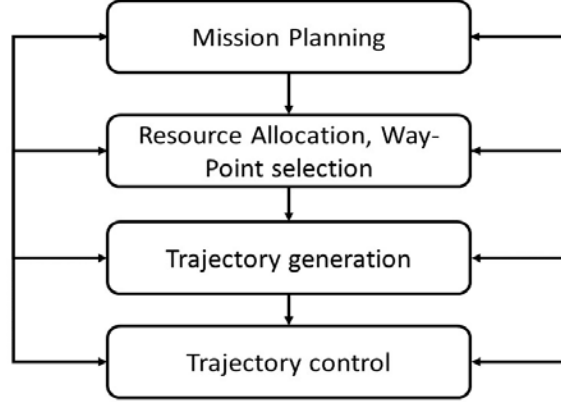 Mission Planning
Resource Allocation, Way-
Point selection
Trajectory generation
Trajectory control